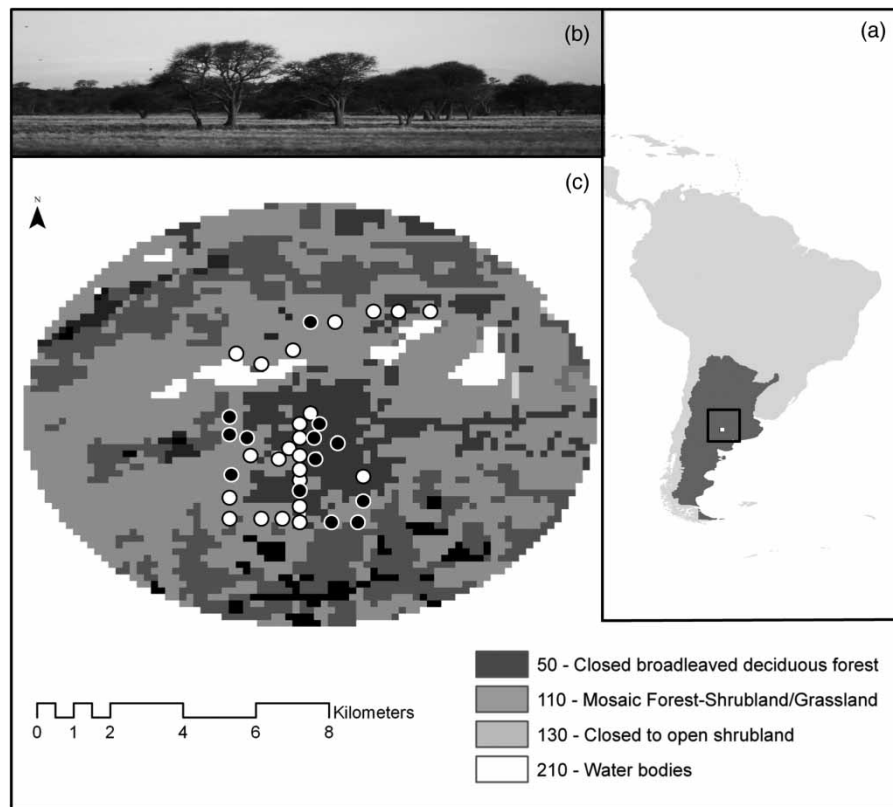 (b)
(a)
(c)
N
50 - Closed broadleaved deciduous forest
110 - Mosaic Forest-Shrubland/Grassland
130 - Closed to open shrubland
210 - Water bodies
Kilometers
0 1 2 4 6 8